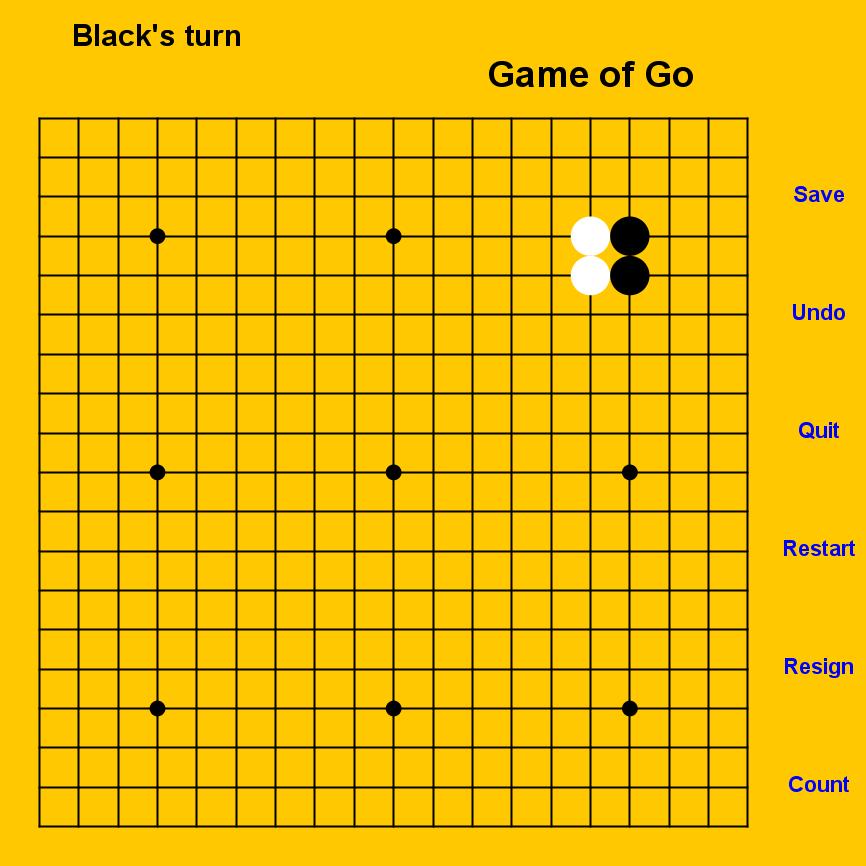 Black's turn
Game of Go
Save
Undo
Quit
Restart
Resign
Count